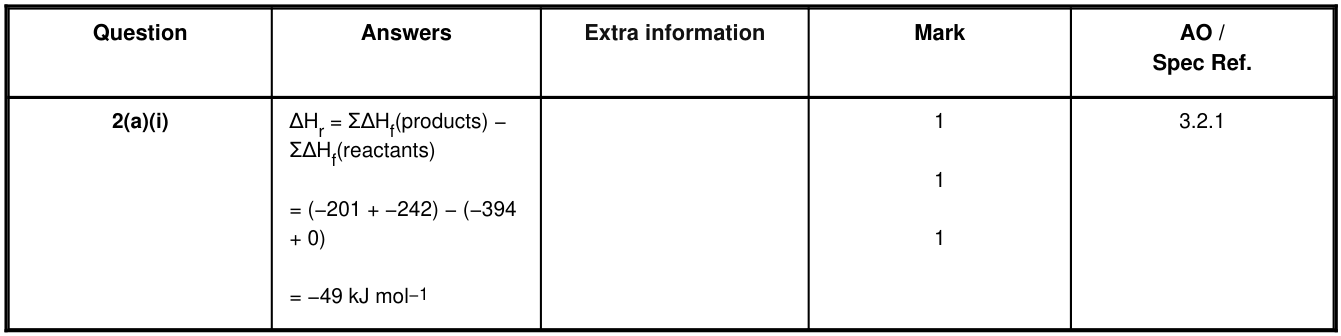 Question Answers Extra information Mark AO /
Spec Ref.
2(a)(i) ΔHr = ΣΔHf(products) – 1 3.2.1
ΣΔHf(reactants)
1
= (−201 + −242) − (−394
+ 0) 1
= −49 kJ mol−1